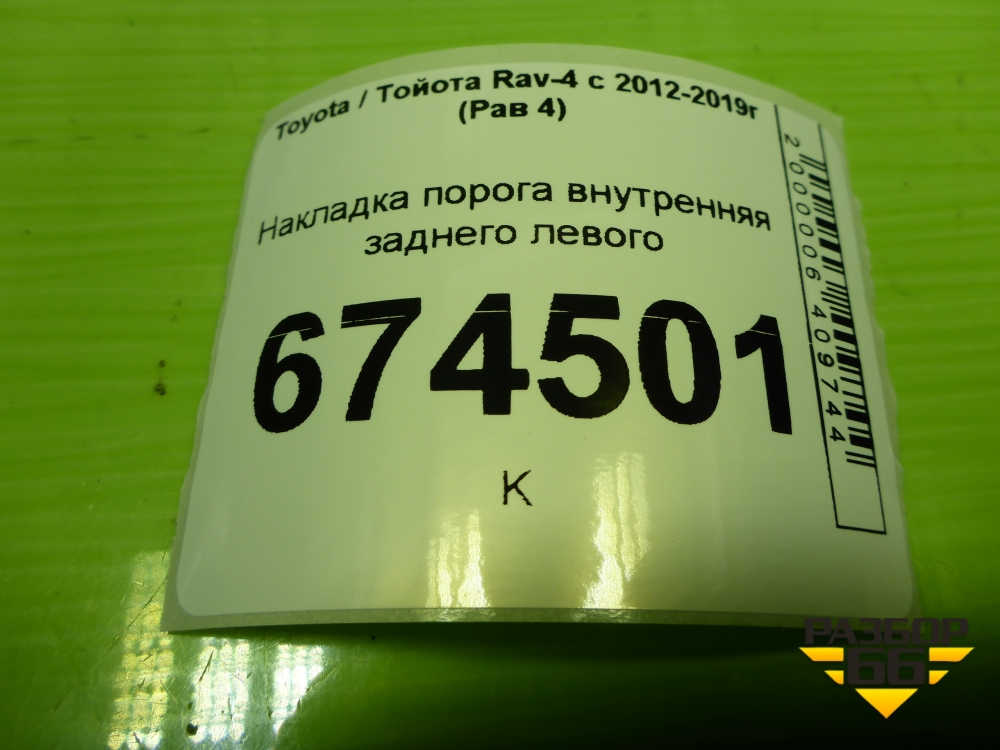 Toyota / Тойота Rav-4 с 2012-2019г
(Рав 4)
Накладка порога внутренняя
заднего левого
674501
К
2000006409744
РАЗБОР
66